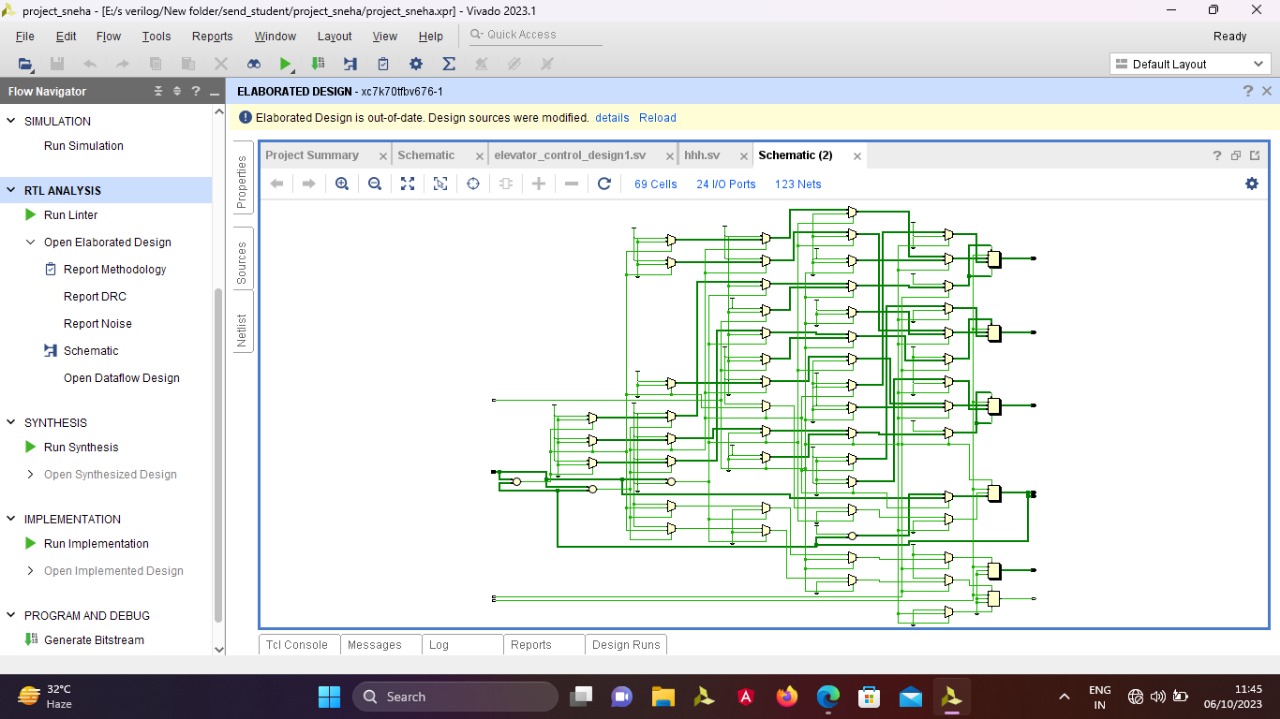 project_sneha - [E:/s verilog/New folder/send_student/project_sneha/project_sneha.xpr] - Vivado 2023.1
File Edit Flow Tools Reports Window Layout View Help Quick Access Ready
Default Layout
Flow Navigator
ELABORATED DESIGN - xc7k70tfbv676-1
Elaborated Design is out-of-date. Design sources were modified. details Reload
SIMULATION
Run Simulation
RTL ANALYSIS
Run Linter
Open Elaborated Design
Report Methodology
Report DRC
Report Noise
Schematic
Open Dataflow Design
SYNTHESIS
Run Synthesis
Open Synthesized Design
IMPLEMENTATION
Run Implementation
Open Implemented Design
PROGRAM AND DEBUG
Generate Bitstream
Properties
Sources
Netlist
Project Summary Schematic elevator_control_design1.sv hhh.sv Schematic (2)
69 Cells 24 I/O Ports 123 Nets
Tcl Console Messages Log Reports Design Runs
32°C
Haze
Search
ENG
IN
11:45
06/10/2023